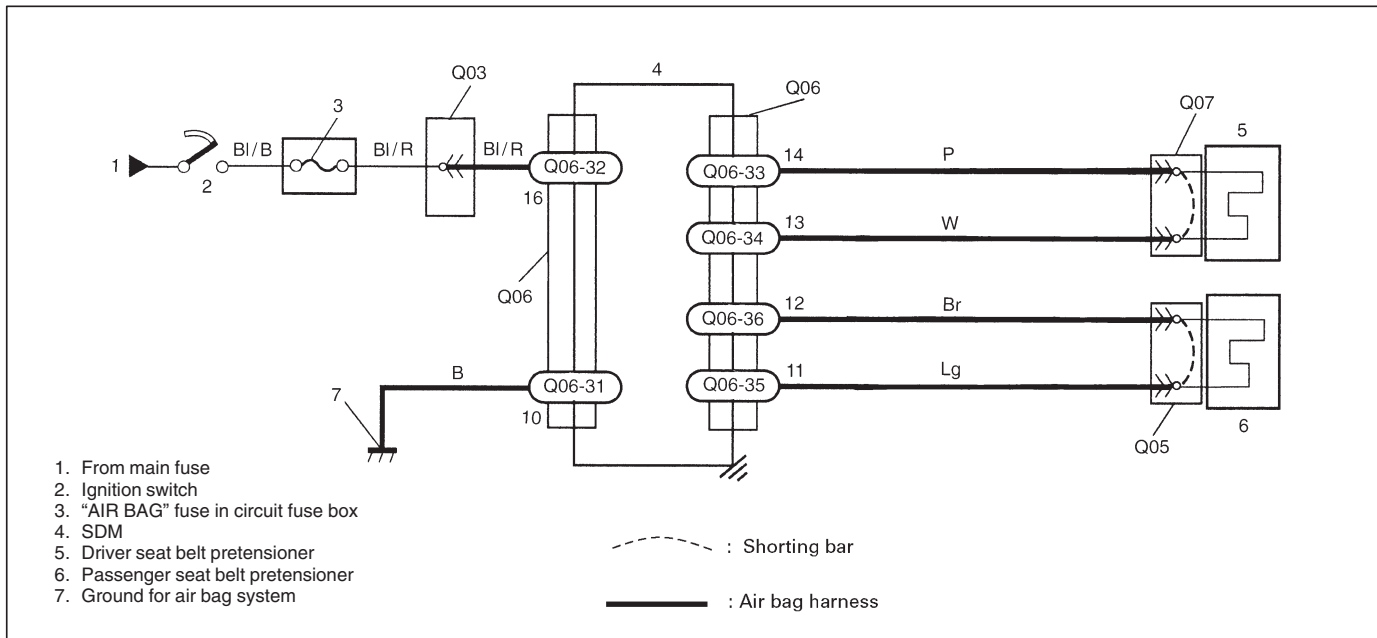 4
Q03
Q06
Q07
3
5
1
Bl/B
Bl/R
Bl/R
Q06-32
Q06-33
14
P
2
16
Q06-34
13
W
Q06
Q06-36
12
Br
B
Q06-31
Q06-35
11
Lg
7
10
6
Q05
1. From main fuse
2. Ignition switch
3. “AIR BAG” fuse in circuit fuse box
4. SDM
5. Driver seat belt pretensioner
6. Passenger seat belt pretensioner
7. Ground for air bag system
: Shorting bar
: Air bag harness